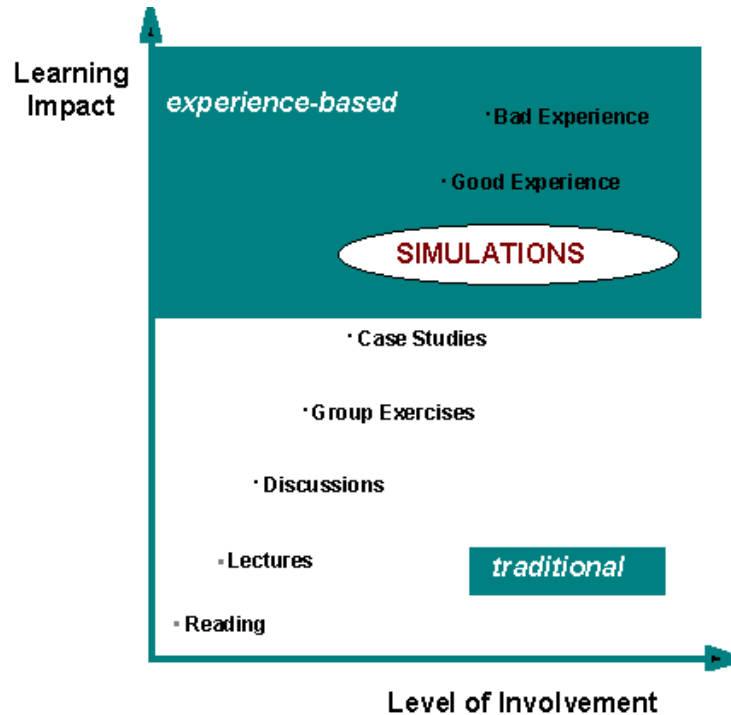 Learning
Impact
experience-based
· Bad Experience
· Good Experience
SIMULATIONS
· Case Studies
· Group Exercises
· Discussions
· Lectures
traditional
· Reading
Level of Involvement